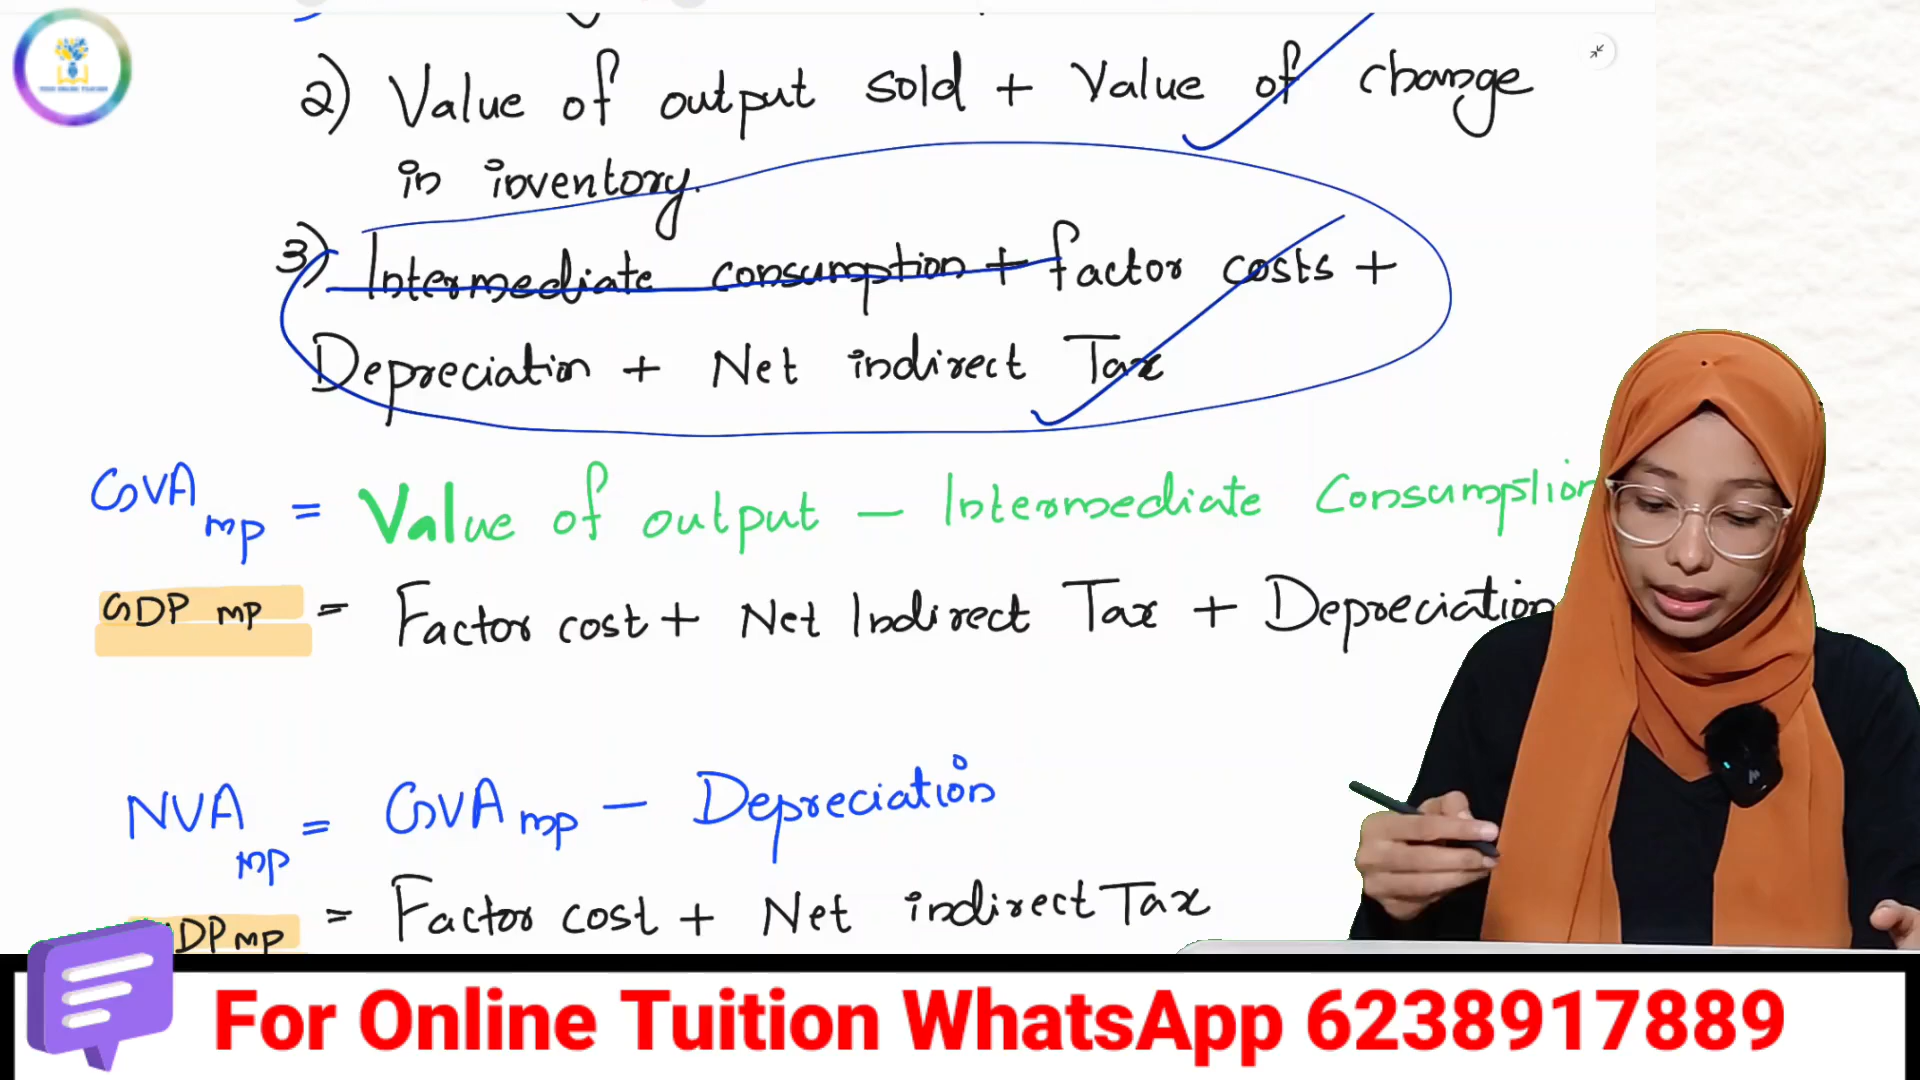 2) Value of output sold + Value of change
in inventory.
3) Intermediate consumption + factor costs +
Depreciation + Net indirect Tax
GVA mp = Value of output – Intermediate Consumption
GDP MP = Factor cost + Net Indirect Tax + Depreciation
NVA mp = GVA mp – Depreciation
DP MP = Factor cost + Net indirect Tax
For Online Tuition WhatsApp 6238917889